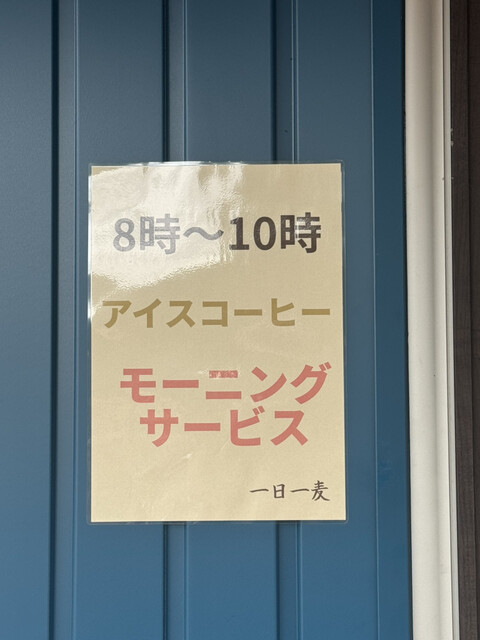 8時〜10時
アイスコーヒー
モーニング
サービス
一日一麦